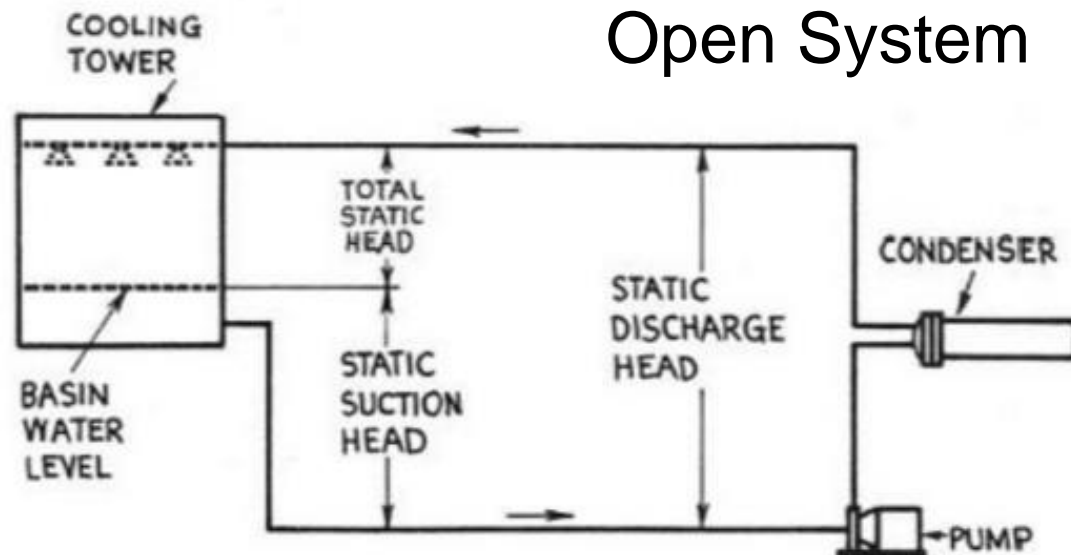 Open System
COOLING
TOWER
TOTAL
STATIC
HEAD
CONDENSER
STATIC
DISCHARGE
HEAD
STATIC
SUCTION
HEAD
BASIN
WATER
LEVEL
PUMP